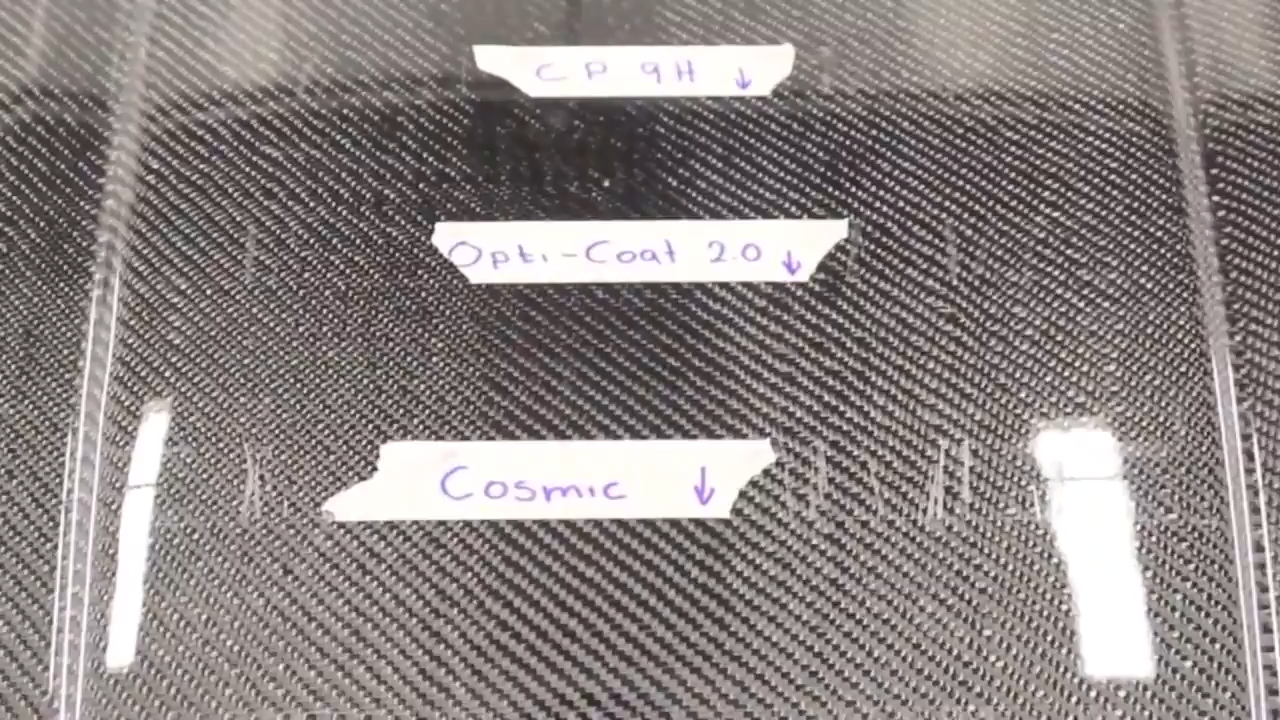 CP 9H ↓
Opti-Coat 2.0 ↓
Cosmic ↓